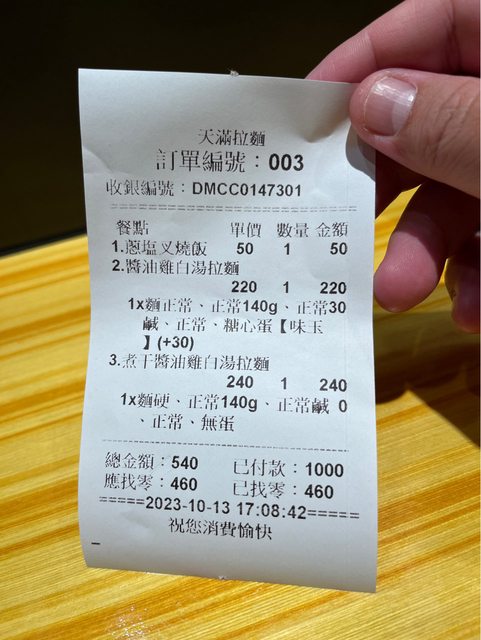 天滿拉麵
訂單編號：003
收銀編號：DMCC0147301
餐點 單價 數量 金額
1.蔥塩叉燒飯 50 1 50
2.醬油雞白湯拉麵
220 1 220
1x麵正常、正常140g、正常30
鹹、正常、糖心蛋【味玉
】(+30)
3.煮干醬油雞白湯拉麵
240 1 240
1x麵硬、正常140g、正常鹹 0
、正常、無蛋
總金額：540 已付款：1000
應找零：460 已找零：460
=====2023-10-13 17:08:42=====
祝您消費愉快